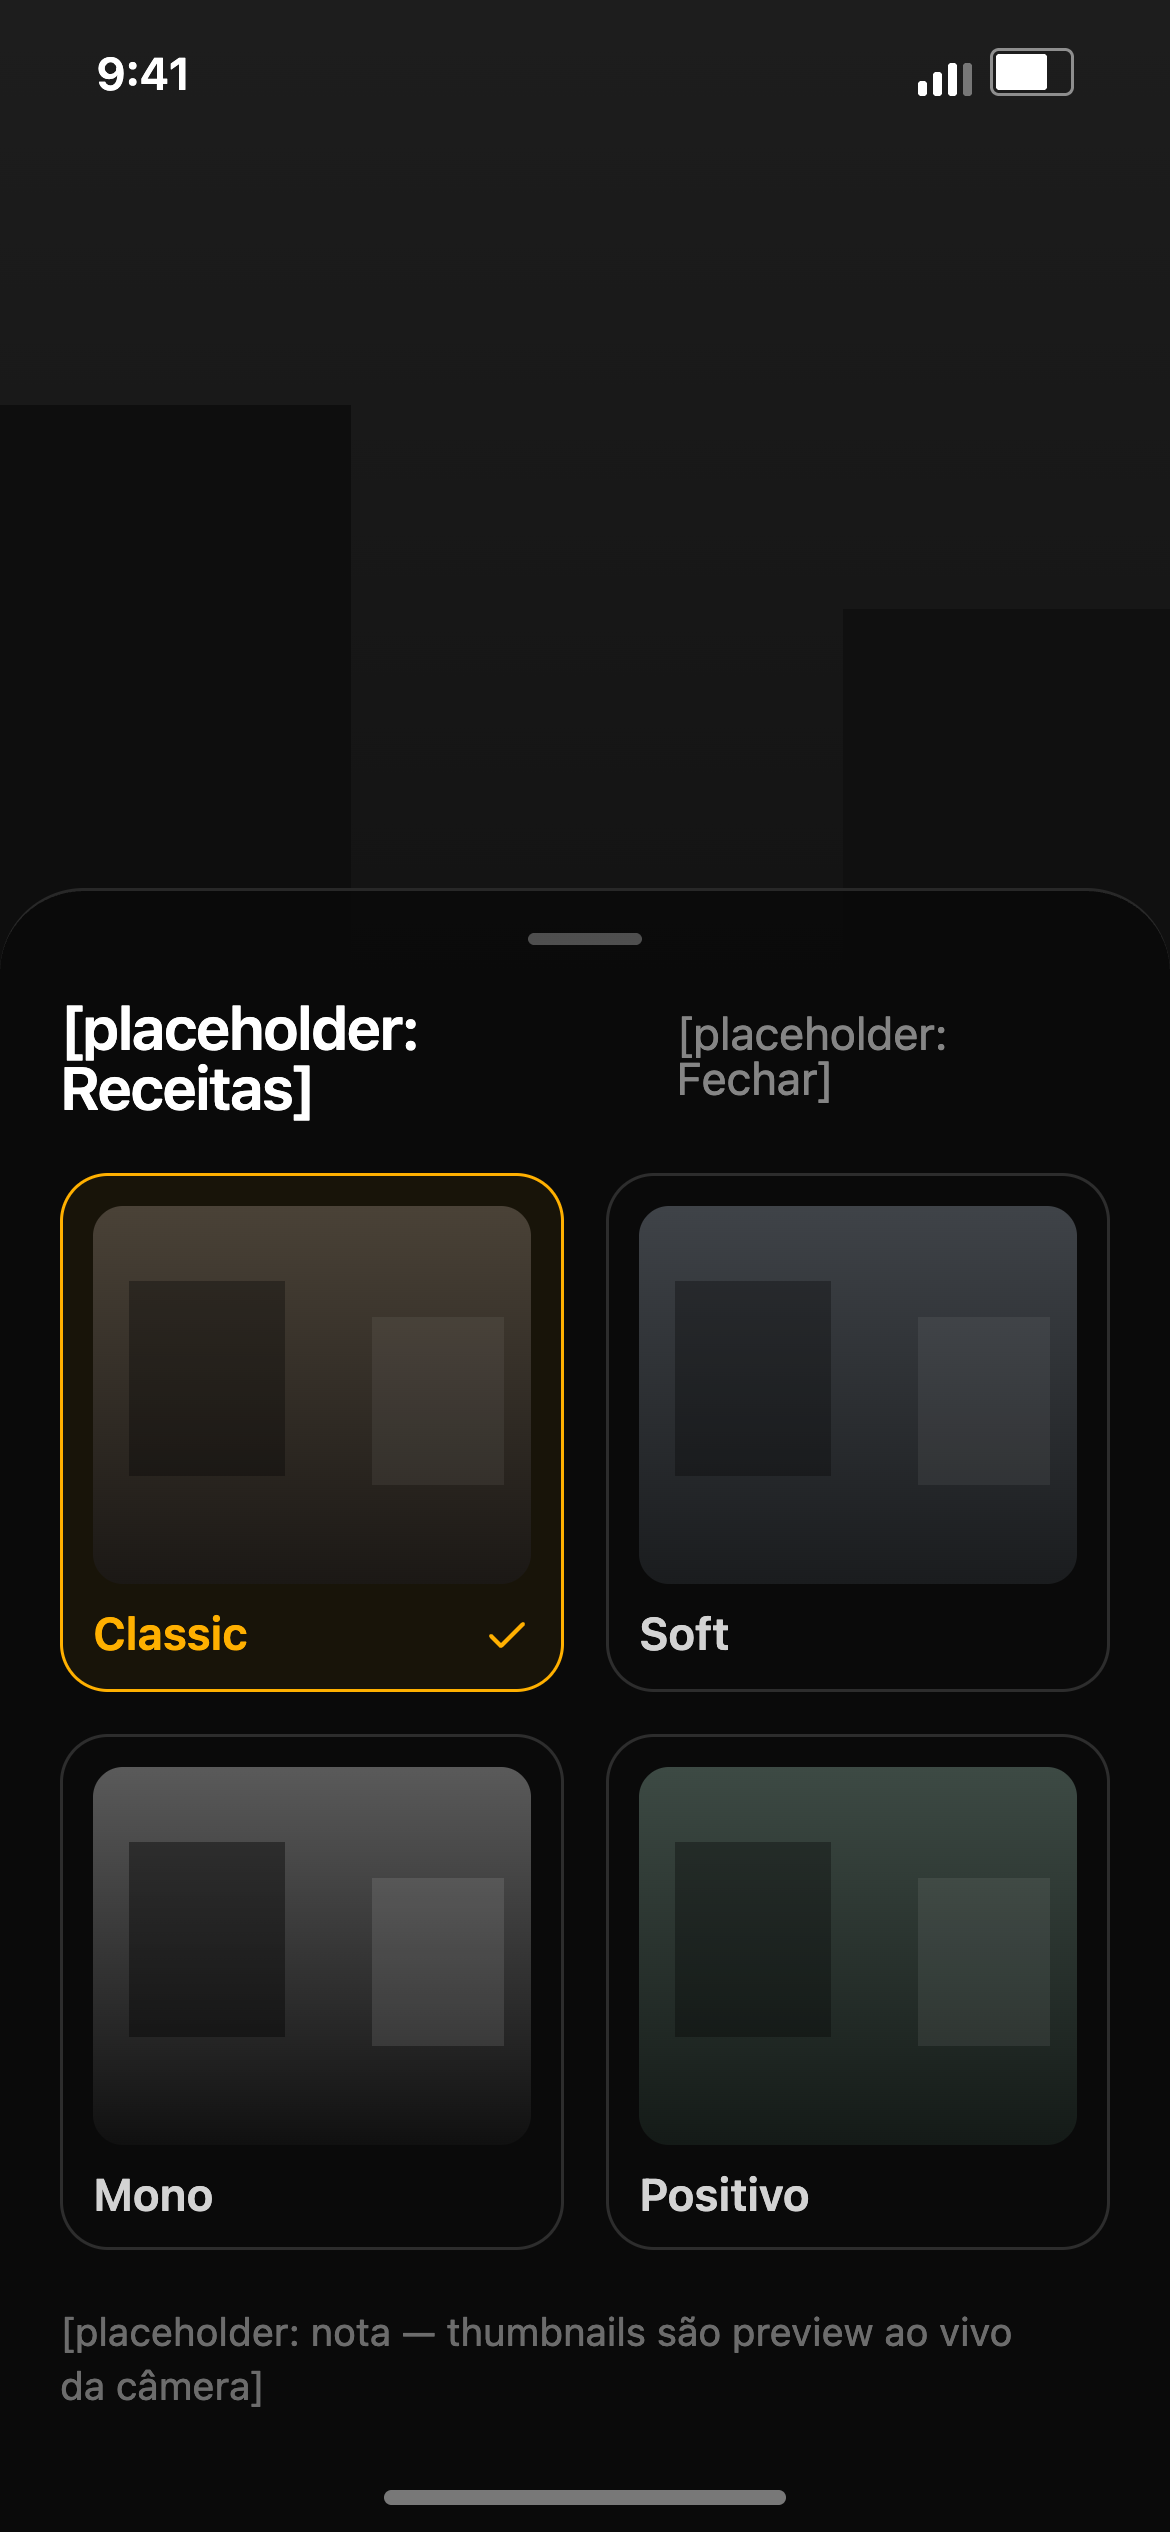 9:41
[placeholder:
Receitas]
[placeholder:
Fechar]
Classic
Soft
Mono
Positivo
[placeholder: nota — thumbnails são preview ao vivo
da câmera]